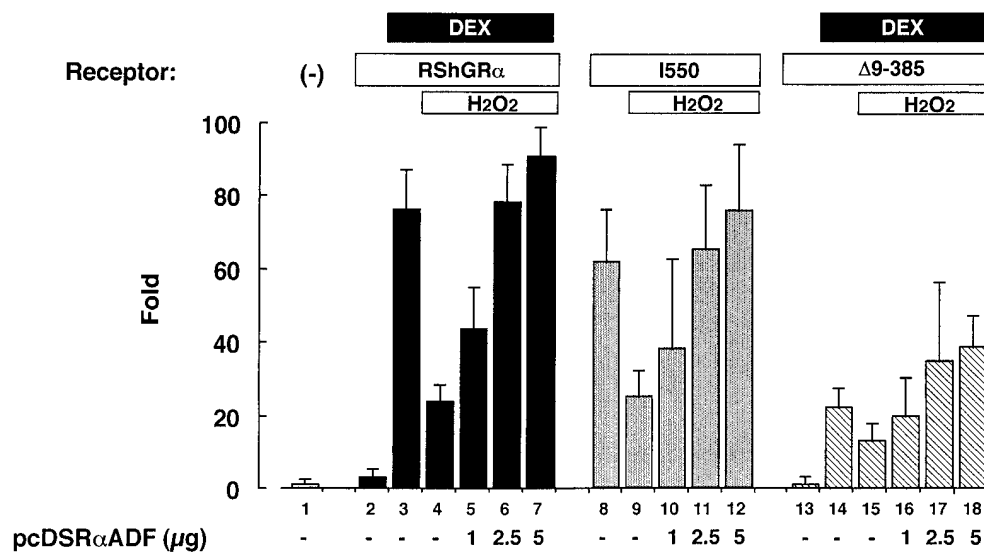 DEX DEX
Receptor: (-) RShGRα I550 Δ9-385
H2O2 H2O2 H2O2
100
80
60
40
20
0
Fold
1 2 3 4 5 6 7 8 9 10 11 12 13 14 15 16 17 18
pcDSRαADF (μg) - - - - 1 2.5 5 - - 1 2.5 5 - - - 1 2.5 5